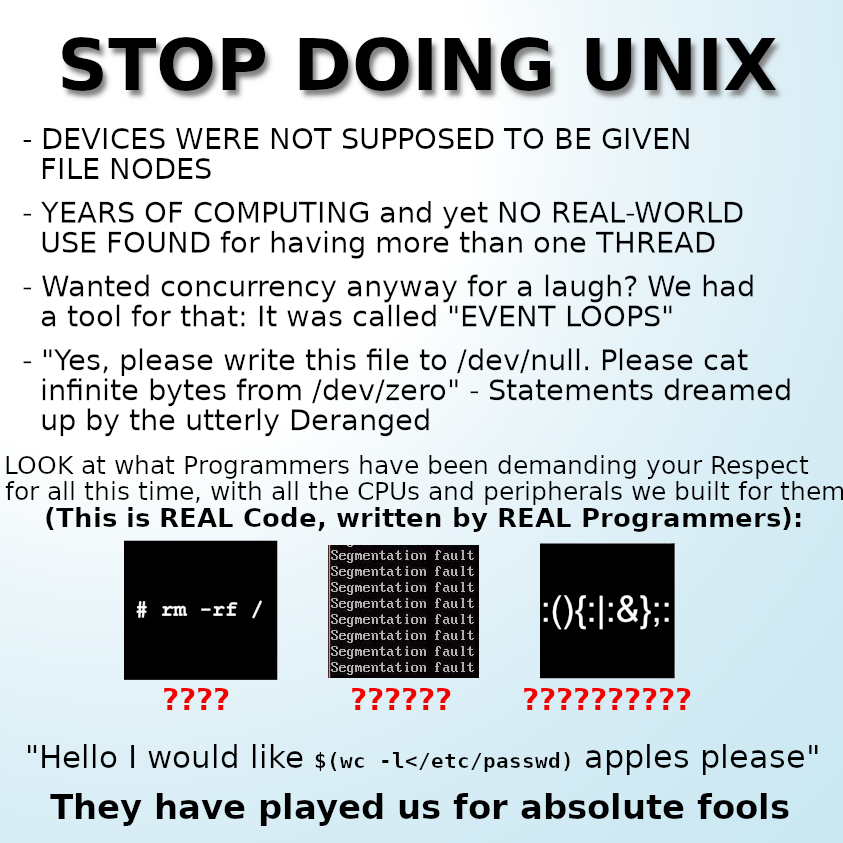 STOP DOING UNIX
- DEVICES WERE NOT SUPPOSED TO BE GIVEN
FILE NODES
- YEARS OF COMPUTING and yet NO REAL-WORLD
USE FOUND for having more than one THREAD
- Wanted concurrency anyway for a laugh? We had
a tool for that: It was called "EVENT LOOPS"
- "Yes, please write this file to /dev/null. Please cat
infinite bytes from /dev/zero" - Statements dreamed
up by the utterly Deranged
LOOK at what Programmers have been demanding your Respect
for all this time, with all the CPUs and peripherals we built for them
(This is REAL Code, written by REAL Programmers):
# rm -rf /
Segmentation fault
Segmentation fault
Segmentation fault
Segmentation fault
Segmentation fault
Segmentation fault
Segmentation fault
Segmentation fault
:(){:|:&};:
????
??????
??????????
"Hello I would like $(wc -l</etc/passwd) apples please"
They have played us for absolute fools